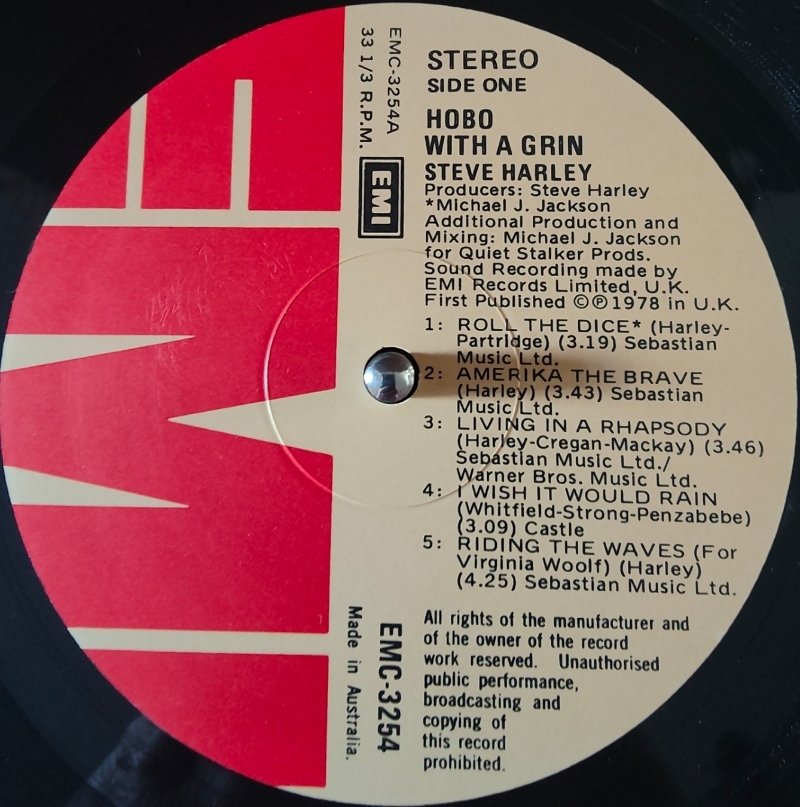 EMI
EMC-3254A
33 1/3 R.P.M.
EMI
STEREO
SIDE ONE
HOBO
WITH A GRIN
STEVE HARLEY
Producers: Steve Harley
*Michael J. Jackson
Additional Production and
Mixing: Michael J. Jackson
for Quiet Stalker Prods.
Sound Recording made by
EMI Records Limited, U.K.
First Published ©℗1978 in U.K.
1: ROLL THE DICE* (Harley-
Partridge) (3.19) Sebastian
Music Ltd.
2: AMERIKA THE BRAVE
(Harley) (3.43) Sebastian
Music Ltd.
3: LIVING IN A RHAPSODY
(Harley-Cregan-Mackay) (3.46)
Sebastian Music Ltd./
Warner Bros. Music Ltd.
4: I WISH IT WOULD RAIN
(Whitfield-Strong-Penzabebe)
(3.09) Castle
5: RIDING THE WAVES (For
Virginia Woolf) (Harley)
(4.25) Sebastian Music Ltd.
EMC-3254
Made in Australia.
All rights of the manufacturer and
of the owner of the record
work reserved. Unauthorised
public performance,
broadcasting and
copying of
this record
prohibited.